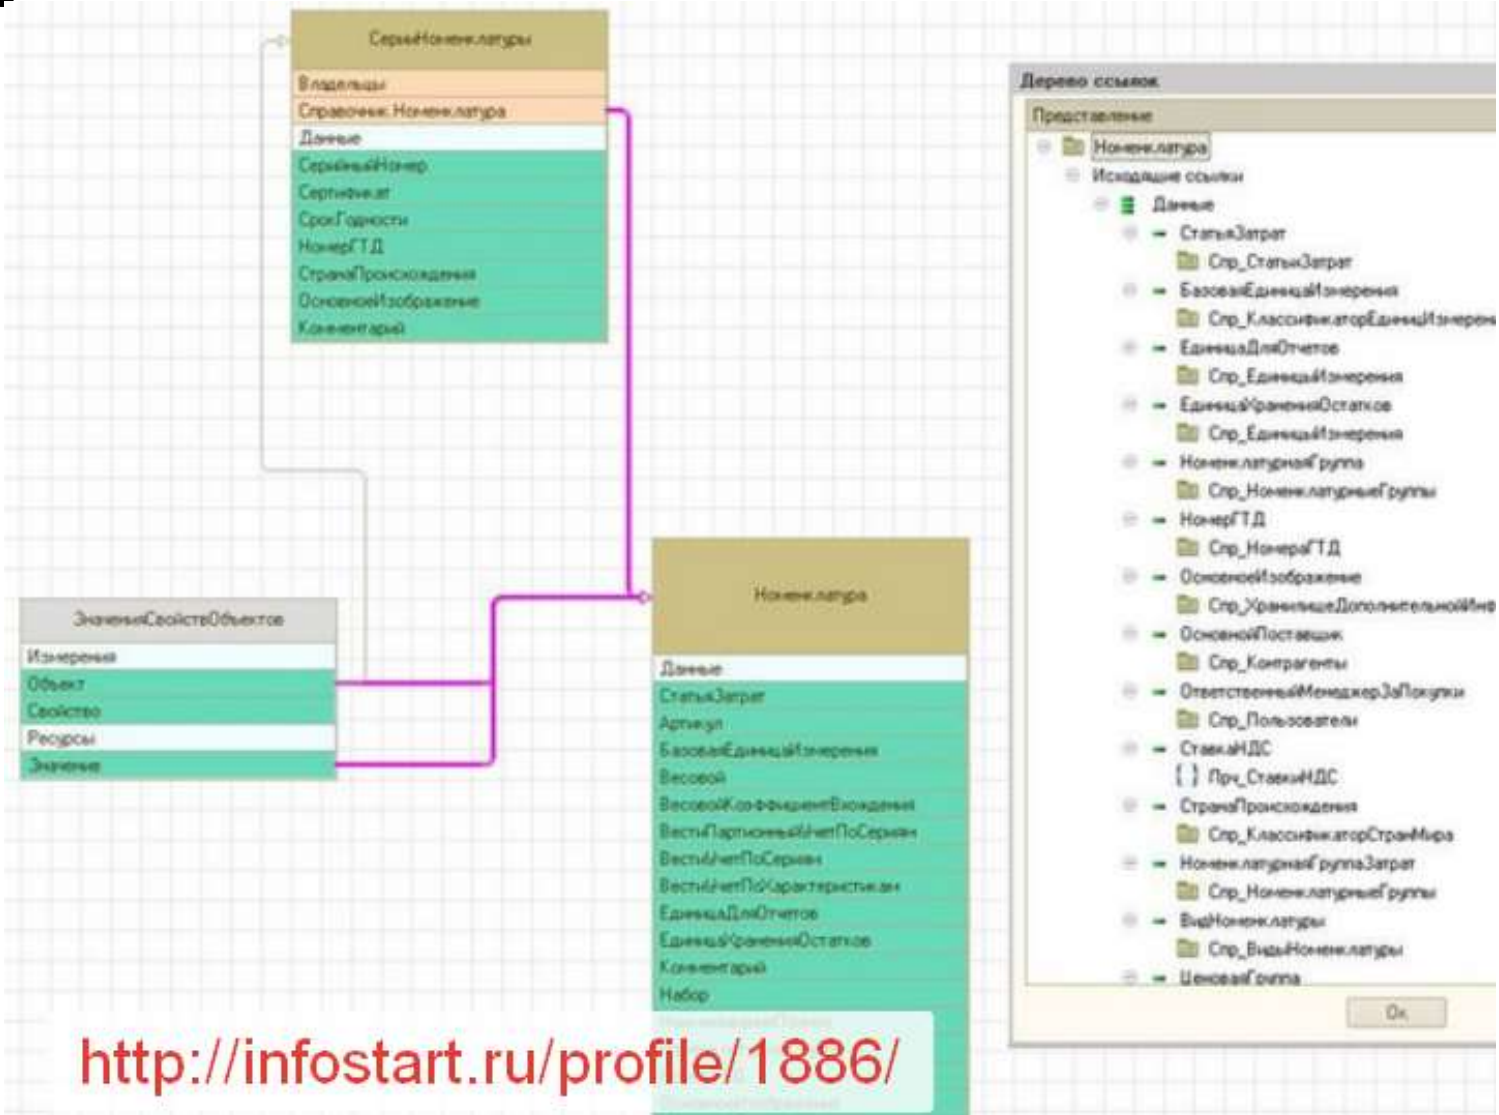 СерииНоменклатуры
Владельцы
Справочник.Номенклатура
Данные
СерийныйНомер
Сертификат
СрокГодности
НомерГТД
СтранаПроисхождения
ОсновноеИзображение
Комментарий
ЗначенияСвойствОбъектов
Измерения
Объект
Свойство
Ресурсы
Значение
Номенклатура
Данные
СтатьяЗатрат
Артикул
БазоваяЕдиницаИзмерения
Весовой
ВесовойКоэффициентВхождения
ВестиПартионныйУчетПоСериям
ВестиУчетПоСериям
ВестиУчетПоХарактеристикам
ЕдиницаДляОтчетов
ЕдиницаХраненияОстатков
Комментарий
Набор
http://infostart.ru/profile/1886/
Дерево ссылок
Представление
Номенклатура
Исходящие ссылки
Данные
СтатьяЗатрат
Спр_СтатьиЗатрат
БазоваяЕдиницаИзмерения
Спр_КлассификаторЕдиницИзмерени
ЕдиницаДляОтчетов
Спр_ЕдиницыИзмерения
ЕдиницаХраненияОстатков
Спр_ЕдиницыИзмерения
НоменклатурнаяГруппа
Спр_НоменклатурныеГруппы
НомерГТД
Спр_НомераГТД
ОсновноеИзображение
Спр_ХранилищеДополнительнойИнф
ОсновнойПоставщик
Спр_Контрагенты
ОтветственныйМенеджерЗаПокупки
Спр_Пользователи
СтавкаНДС
Прч_СтавкиНДС
СтранаПроисхождения
Спр_КлассификаторСтранМира
НоменклатурнаяГруппаЗатрат
Спр_НоменклатурныеГруппы
ВидНоменклатуры
Спр_ВидыНоменклатуры
ЦеноваяГруппа
Ок